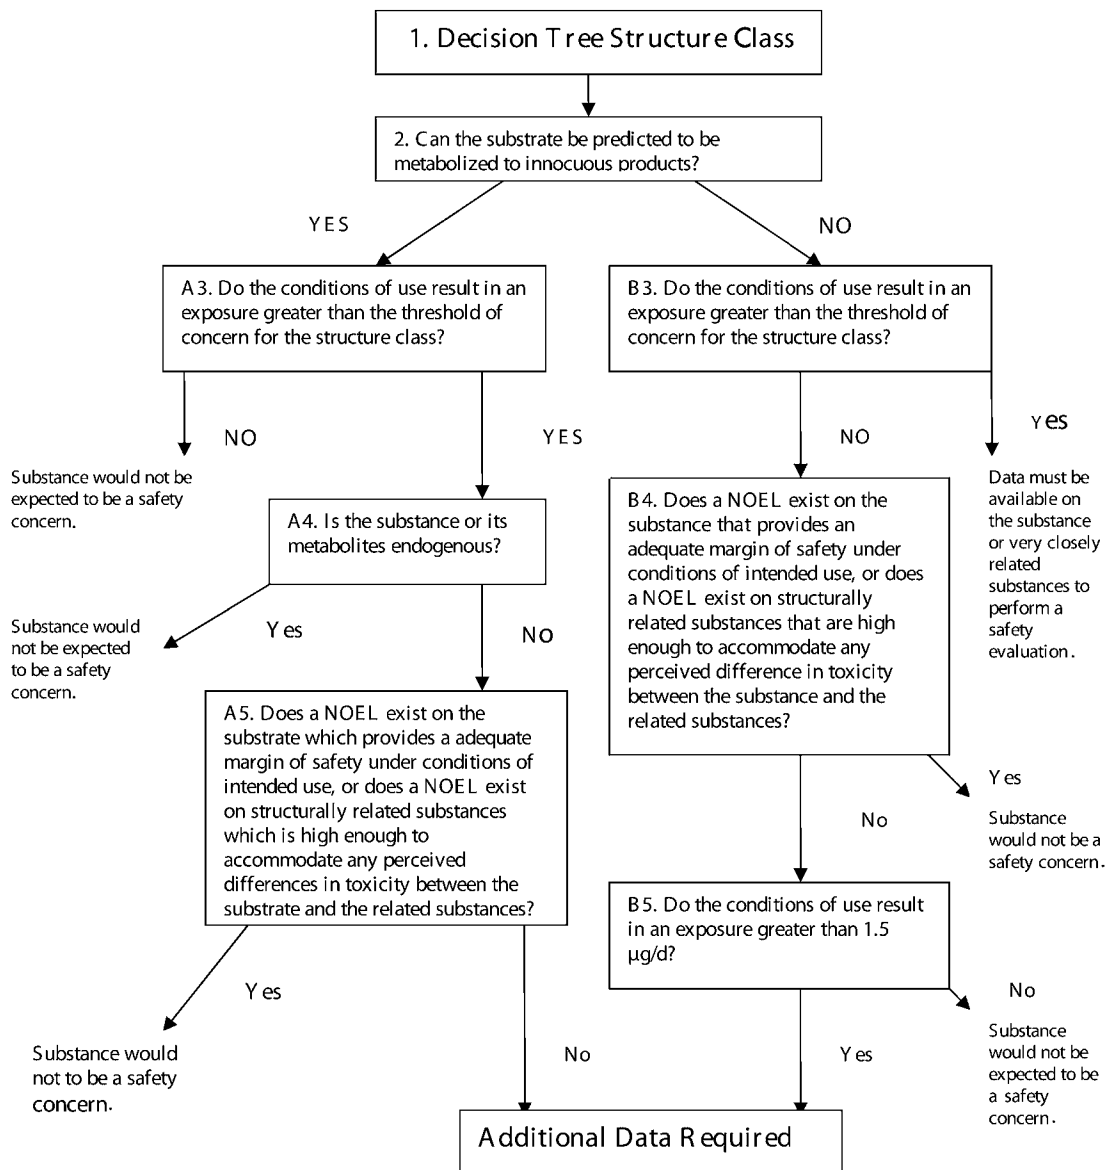 1. Decision Tree Structure Class
2. Can the substrate be predicted to be
metabolized to innocuous products?
YES
NO
A3. Do the conditions of use result in an
exposure greater than the threshold of
concern for the structure class?
B3. Do the conditions of use result in an
exposure greater than the threshold of
concern for the structure class?
NO
YES
NO
Yes
Substance would not be
expected to be a safety
concern.
Data must be
available on
the substance
or very closely
related
substances to
perform a
safety
evaluation.
A4. Is the substance or its
metabolites endogenous?
B4. Does a NOEL exist on the
substance that provides an
adequate margin of safety under
conditions of intended use, or does
a NOEL exist on structurally
related substances that are high
enough to accommodate any
perceived difference in toxicity
between the substance and the
related substances?
Yes
No
Substance would
not be expected
to be a safety
concern.
A5. Does a NOEL exist on the
substrate which provides a adequate
margin of safety under conditions of
intended use, or does a NOEL exist
on structurally related substances
which is high enough to
accommodate any perceived
differences in toxicity between the
substrate and the related substances?
Yes
No
Substance
would not be a
safety concern.
B5. Do the conditions of use result
in an exposure greater than 1.5
µg/d?
Yes
No
Yes
No
Substance would
not to be a safety
concern.
Substance
would not be
expected to be
a safety
concern.
Additional Data Required